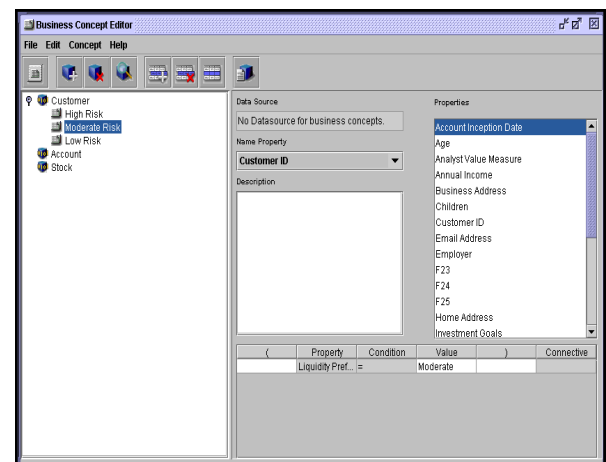 Business Concept Editor
File Edit Concept Help
Customer
High Risk
Moderate Risk
Low Risk
Account
Stock
Data Source
No Datasource for business concepts.
Name Property
Customer ID
Description
Properties
Account Inception Date
Age
Analyst Value Measure
Annual Income
Business Address
Children
Customer ID
Email Address
Employer
F23
F24
F25
Home Address
Investment Goals
( Property Condition Value ) Connective
Liquidity Pref... = Moderate